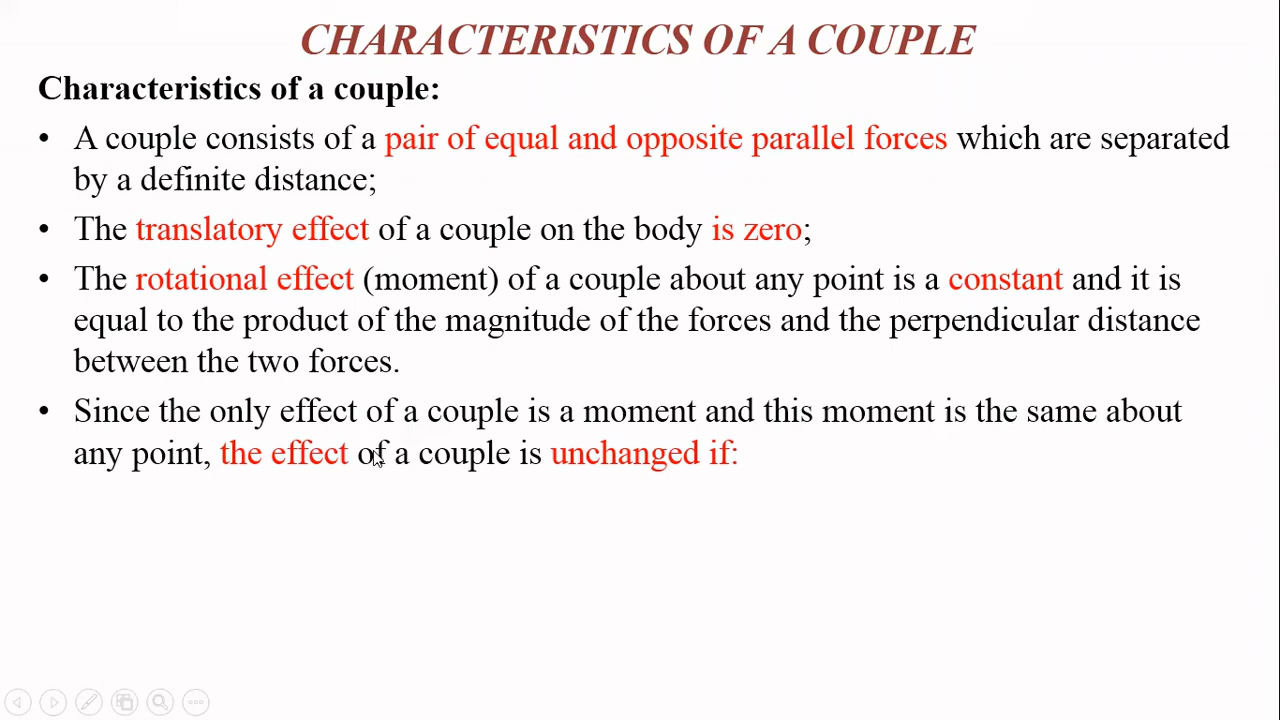 CHARACTERISTICS OF A COUPLE
Characteristics of a couple:
• A couple consists of a pair of equal and opposite parallel forces which are separated
by a definite distance;
• The translatory effect of a couple on the body is zero;
• The rotational effect (moment) of a couple about any point is a constant and it is
equal to the product of the magnitude of the forces and the perpendicular distance
between the two forces.
• Since the only effect of a couple is a moment and this moment is the same about
any point, the effect of a couple is unchanged if: